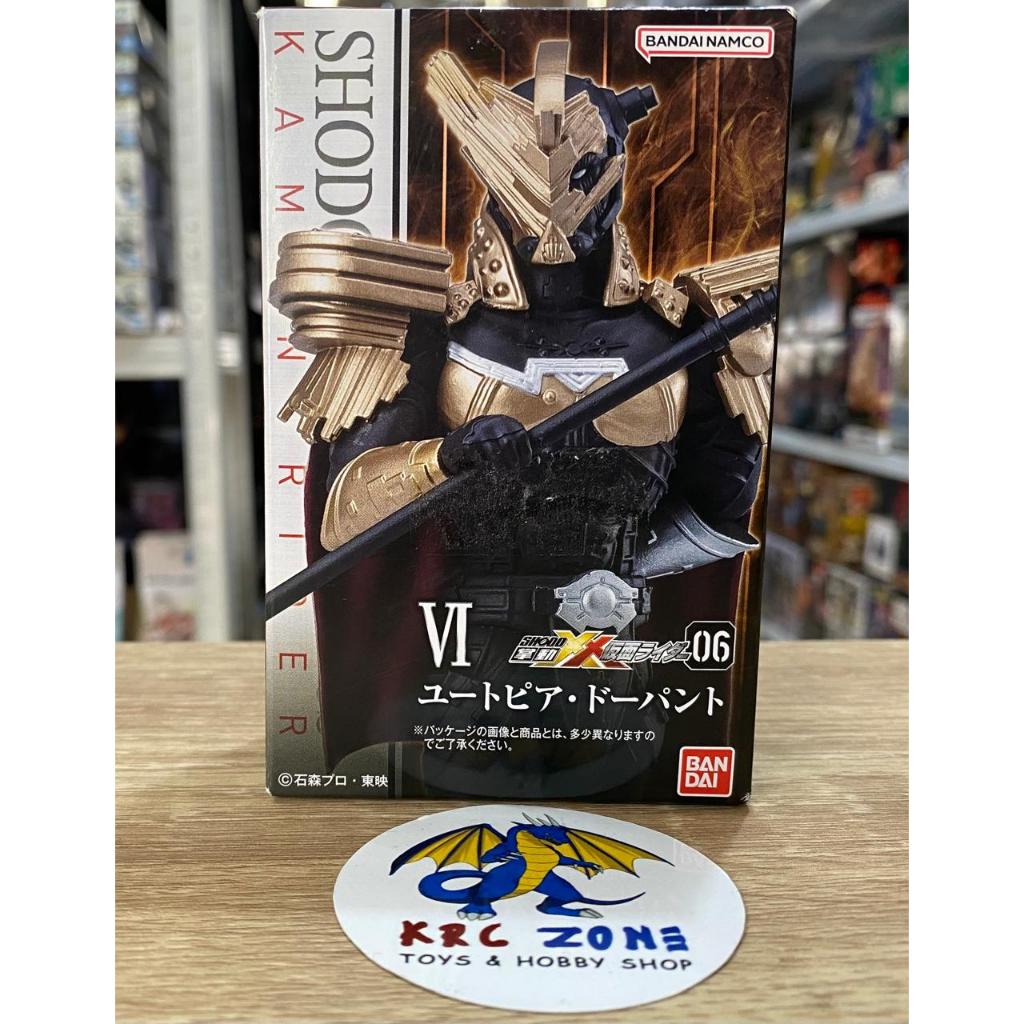 SHODO
KAMEN RIDER
BANDAI NAMCO
VI
SHODO
掌動 XX 仮面ライダー 06
ユートピア・ドーパント
※パッケージの画像と商品とは、多少異なりますの
でご了承ください。
©石森プロ・東映
BAN
DAI
KRC ZONE
TOYS & HOBBY SHOP